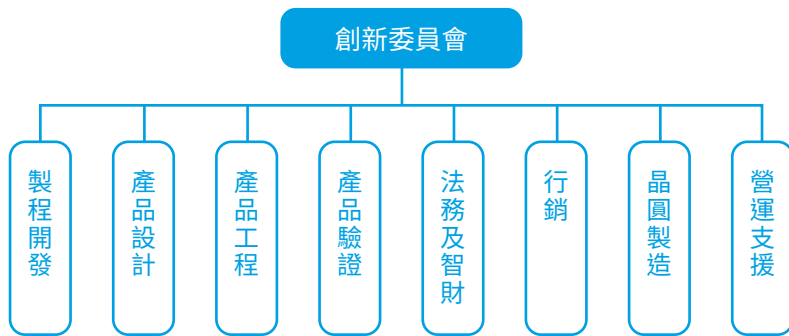 創新委員會
製程開發
產品設計
產品工程
產品驗證
法務及智財
行銷
晶圓製造
營運支援